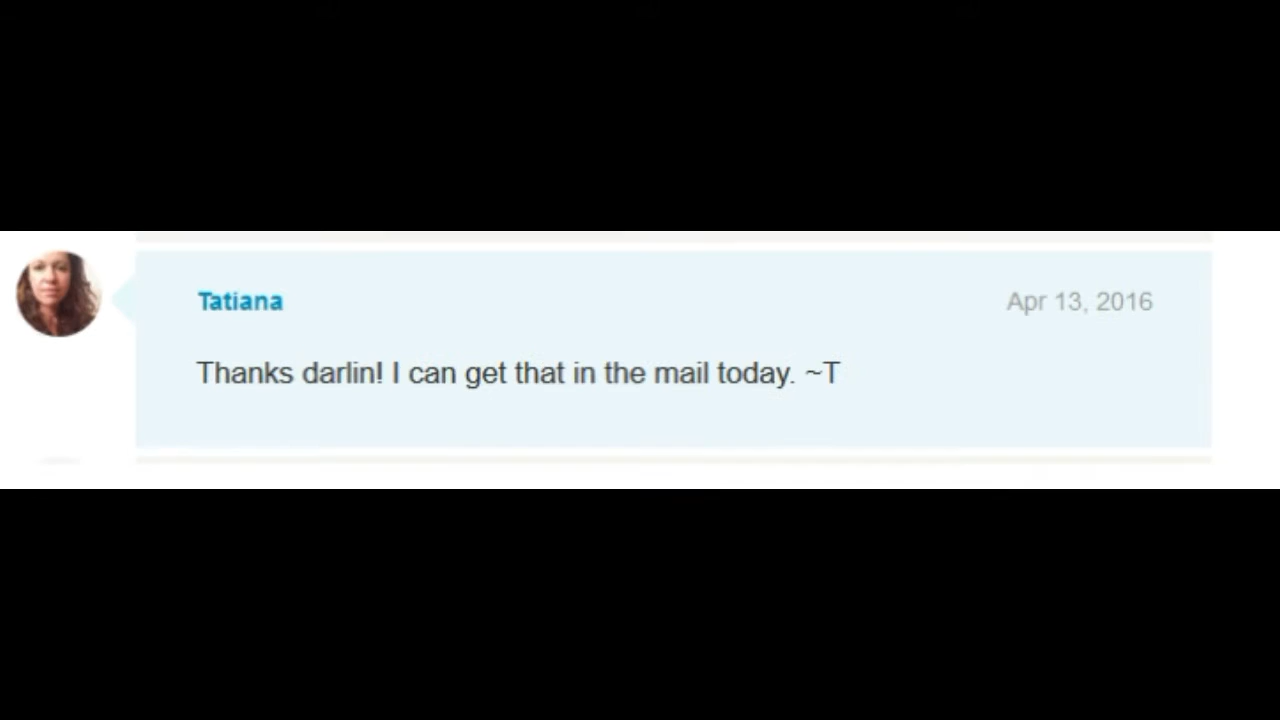 Tatiana
Apr 13, 2016
Thanks darlin! I can get that in the mail today. ~T